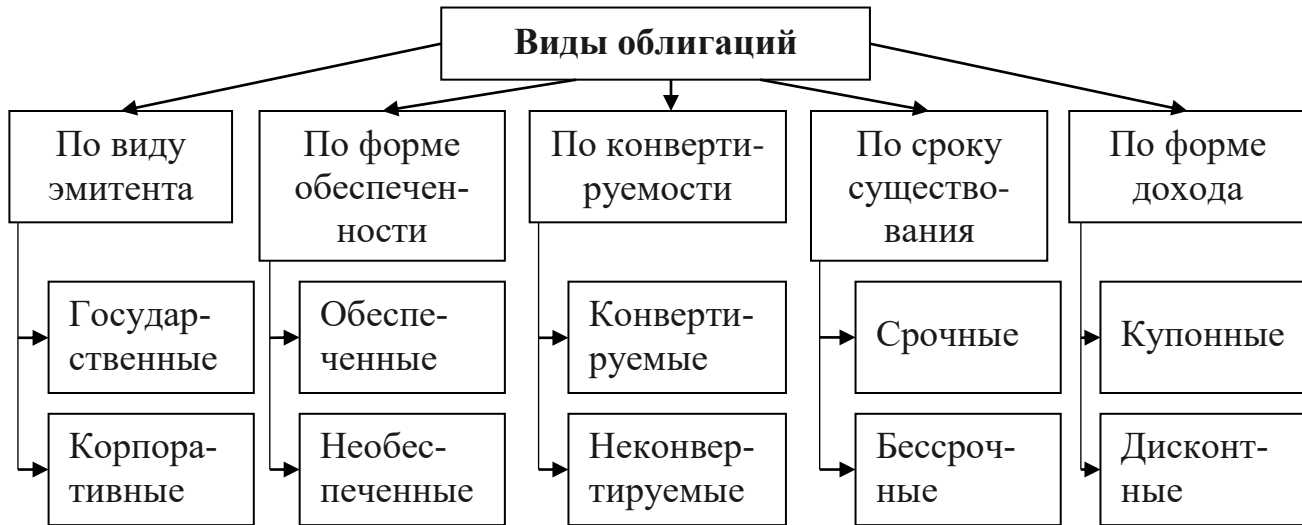 Виды облигаций
По виду
эмитента
По форме
обеспечен-
ности
По конверти-
руемости
По сроку
существо-
вания
По форме
дохода
Государ-
ственные
Обеспе-
ченные
Конверти-
руемые
Срочные
Купонные
Корпора-
тивные
Необес-
печенные
Неконвер-
тируемые
Бессроч-
ные
Дисконт-
ные